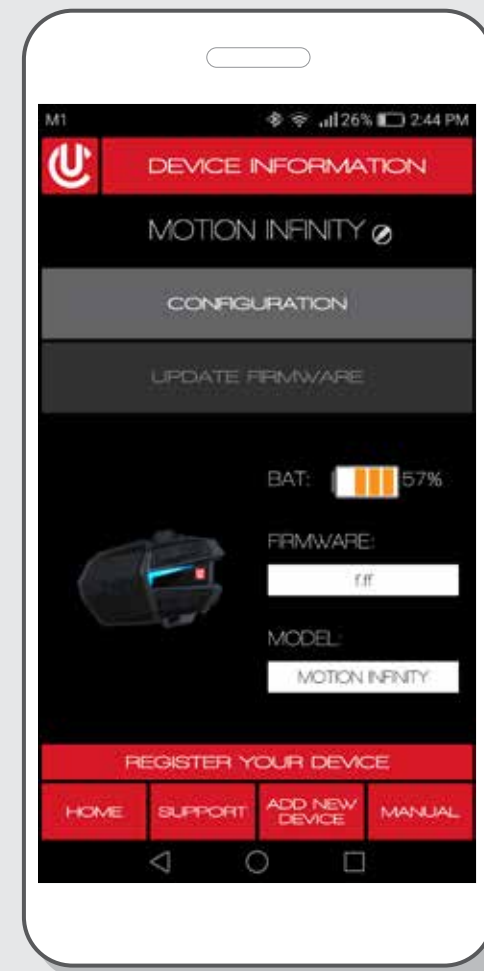 M1 26% 2:44 PM
DEVICE INFORMATION
MOTION INFINITY
CONFIGURATION
UPDATE FIRMWARE
BAT: 57%
FIRMWARE:
f.ff
MODEL:
MOTION INFINITY
REGISTER YOUR DEVICE
HOME
SUPPORT
ADD NEW
DEVICE
MANUAL